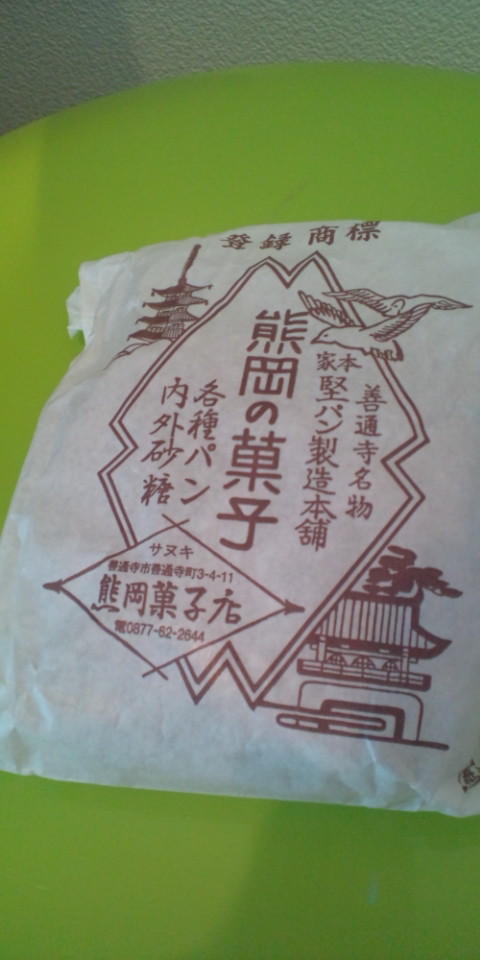 登録商標
善通寺名物
本家
堅パン製造本舗
熊岡の菓子
各種パン
内外砂糖
サヌキ
善通寺市善通寺町3-4-11
熊岡菓子店
電0877-62-2644